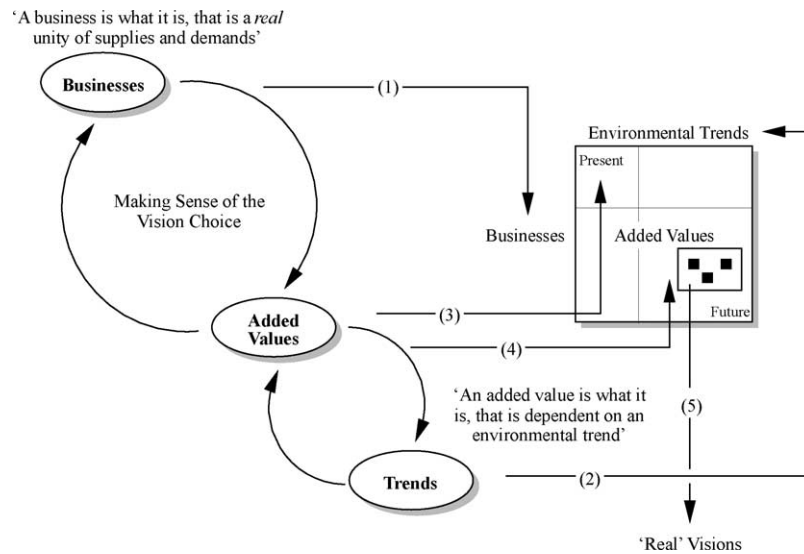 ‘A business is what it is, that is a real
unity of supplies and demands’
Businesses
(1)
Environmental Trends
Present
Making Sense of the
Vision Choice
Businesses
Added Values
Future
Added
Values
(3)
(4)
‘An added value is what it
is, that is dependent on an
environmental trend’
(5)
Trends
(2)
‘Real’ Visions